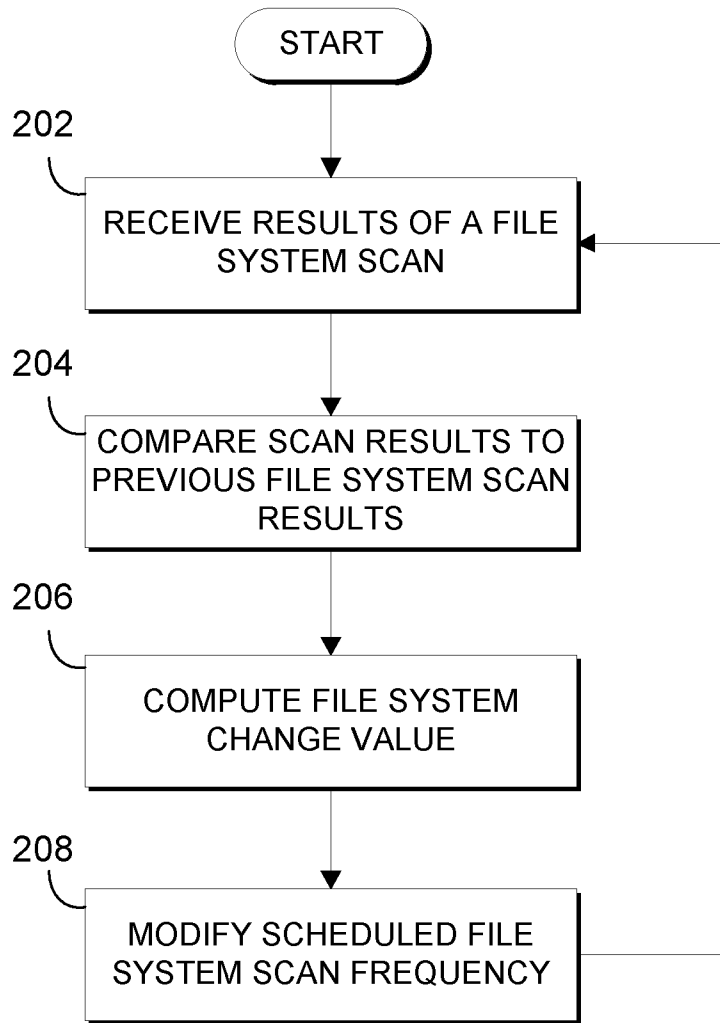 START
202
RECEIVE RESULTS OF A FILE
SYSTEM SCAN
204
COMPARE SCAN RESULTS TO
PREVIOUS FILE SYSTEM SCAN
RESULTS
206
COMPUTE FILE SYSTEM
CHANGE VALUE
208
MODIFY SCHEDULED FILE
SYSTEM SCAN FREQUENCY